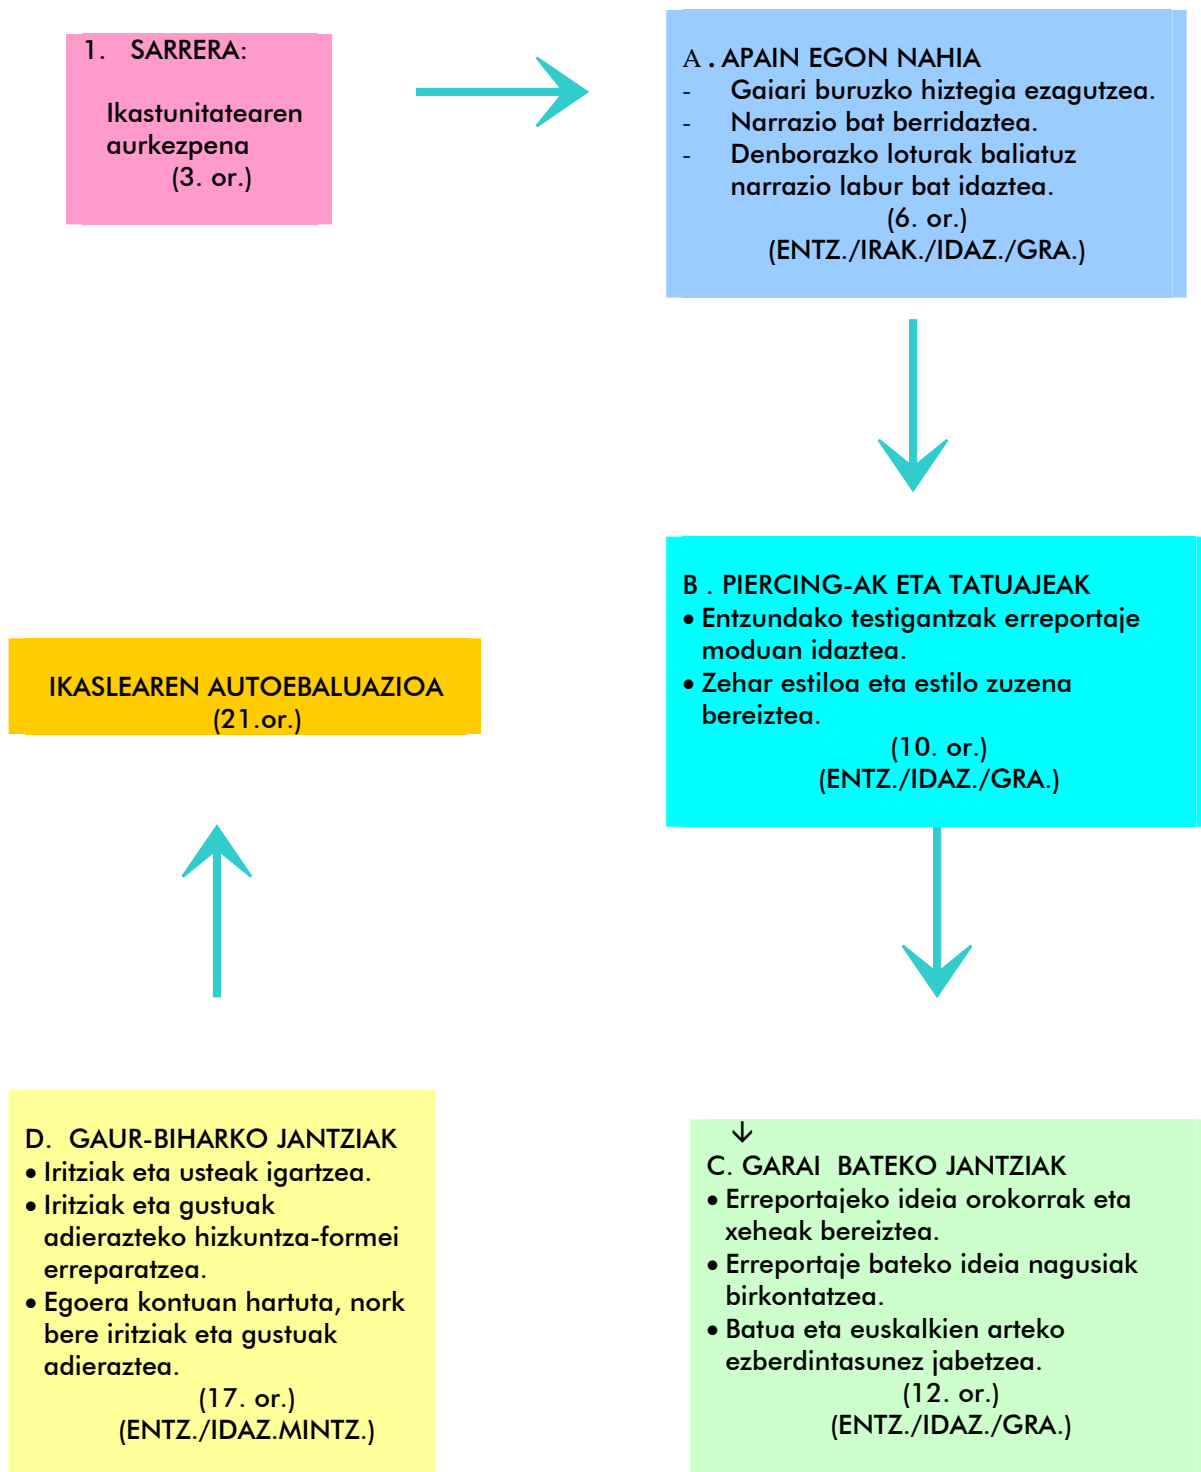 1. SARRERA:
Ikastunitatearen
aurkezpena
(3. or.)
A . APAIN EGON NAHIA
- Gaiari buruzko hiztegia ezagutzea.
- Narrazio bat berridaztea.
- Denborazko loturak baliatuz
narrazio labur bat idaztea.
(6. or.)
(ENTZ./IRAK./IDAZ./GRA.)
B . PIERCING-AK ETA TATUAJEAK
• Entzundako testigantzak erreportaje
moduan idaztea.
• Zehar estiloa eta estilo zuzena
bereiztea.
(10. or.)
(ENTZ./IDAZ./GRA.)
↓
C. GARAI BATEKO JANTZIAK
• Erreportajeko ideia orokorrak eta
xeheak bereiztea.
• Erreportaje bateko ideia nagusiak
birkontatzea.
• Batua eta euskalkien arteko
ezberdintasunez jabetzea.
(12. or.)
(ENTZ./IDAZ./GRA.)
D. GAUR-BIHARKO JANTZIAK
• Iritziak eta usteak igartzea.
• Iritziak eta gustuak
adierazteko hizkuntza-formei
erreparatzea.
• Egoera kontuan hartuta, nork
bere iritziak eta gustuak
adieraztea.
(17. or.)
(ENTZ./IDAZ.MINTZ.)
IKASLEAREN AUTOEBALUAZIOA
(21.or.)